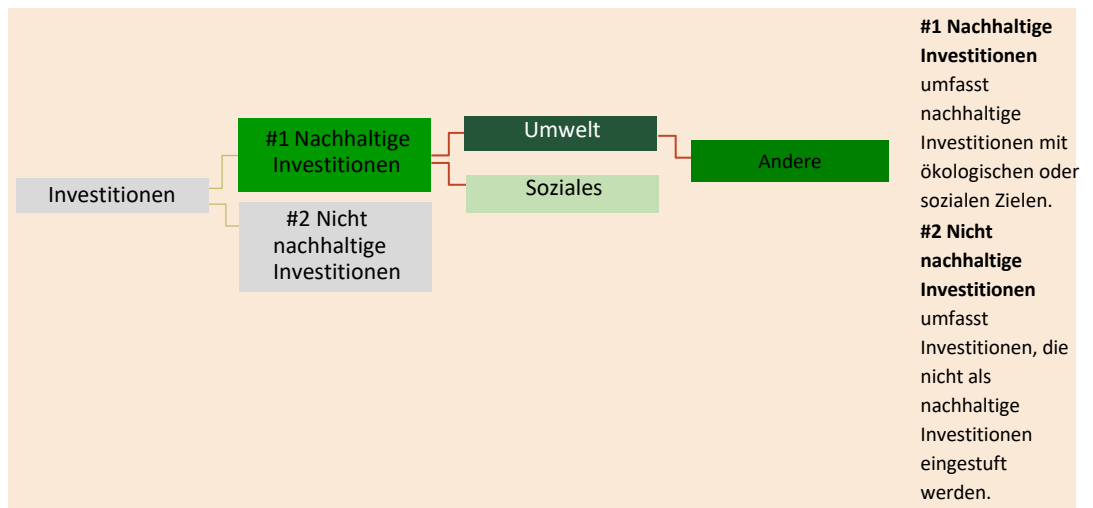 Investitionen
#1 Nachhaltige
Investitionen
#2 Nicht
nachhaltige
Investitionen
Umwelt
Soziales
Andere
#1 Nachhaltige
Investitionen
umfasst
nachhaltige
Investitionen mit
ökologischen oder
sozialen Zielen.
#2 Nicht
nachhaltige
Investitionen
umfasst
Investitionen, die
nicht als
nachhaltige
Investitionen
eingestuft
werden.